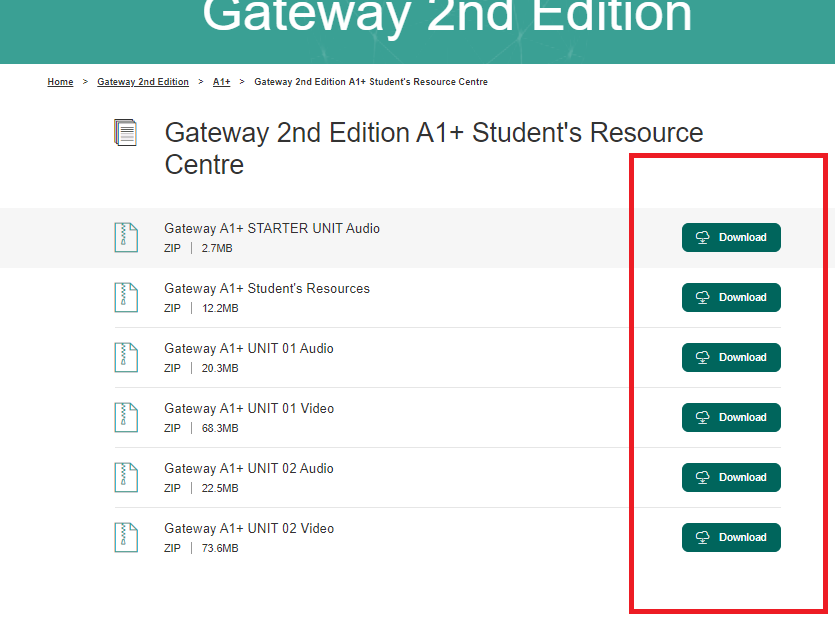 Gateway 2nd Edition
Home > Gateway 2nd Edition > A1+ > Gateway 2nd Edition A1+ Student's Resource Centre
Gateway 2nd Edition A1+ Student's Resource
Centre
Gateway A1+ STARTER UNIT Audio
ZIP | 2.7MB
Download
Gateway A1+ Student's Resources
ZIP | 12.2MB
Download
Gateway A1+ UNIT 01 Audio
ZIP | 20.3MB
Download
Gateway A1+ UNIT 01 Video
ZIP | 68.3MB
Download
Gateway A1+ UNIT 02 Audio
ZIP | 22.5MB
Download
Gateway A1+ UNIT 02 Video
ZIP | 73.6MB
Download